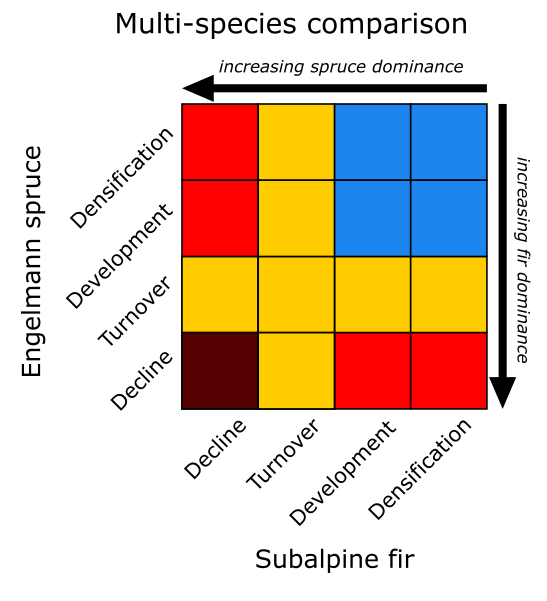 Multi-species comparison
increasing spruce dominance
increasing fir dominance
Engelmann spruce
Densification
Development
Turnover
Decline
Decline
Turnover
Development
Densification
Subalpine fir